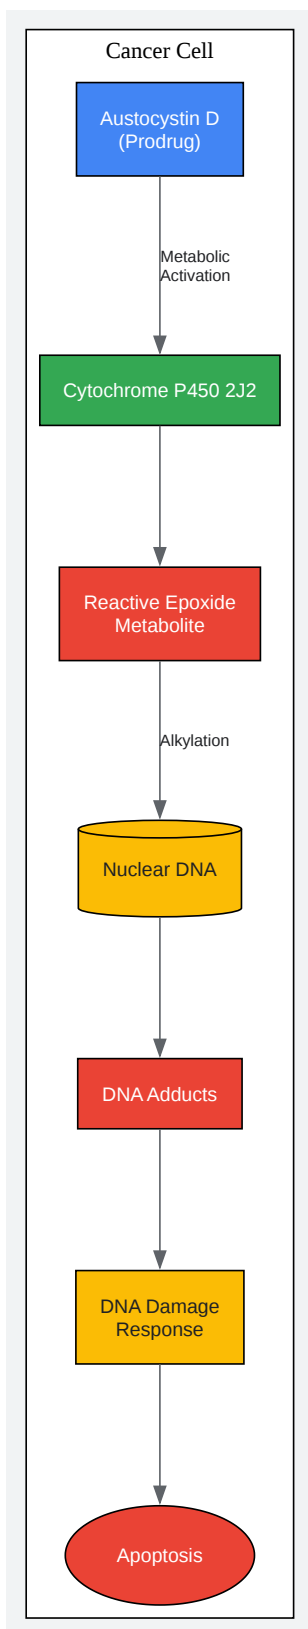 Cancer Cell
Austocystin D
(Prodrug)
Metabolic
Activation
Cytochrome P450 2J2
Reactive Epoxide
Metabolite
Alkylation
Nuclear DNA
DNA Adducts
DNA Damage
Response
Apoptosis